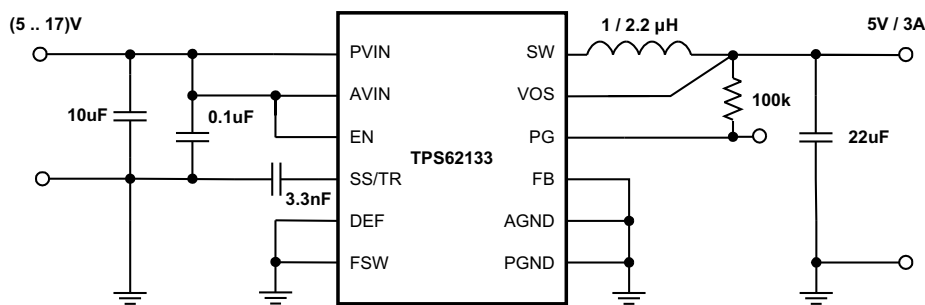 (5 .. 17)V
1 / 2.2 µH
5V / 3A
PVIN
SW
AVIN
VOS
10uF
0.1uF
100k
EN
PG
22uF
TPS62133
SS/TR
FB
3.3nF
DEF
AGND
FSW
PGND